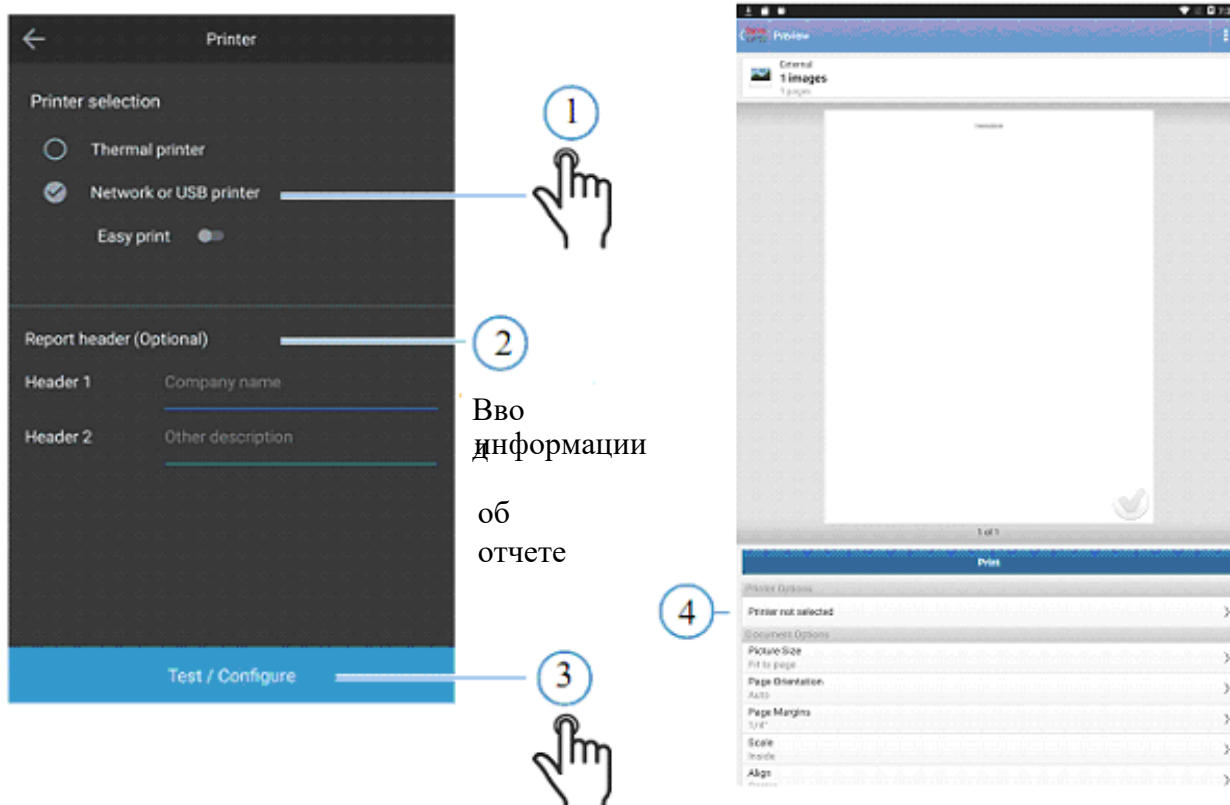 Printer
Printer selection
Thermal printer
Network or USB printer
Easy print
Report header (Optional)
Header 1
Company name
Header 2
Other description
Test / Configure
1
2
Вво
д
информации
об
отчете
3
4
Preview
External
1 images
1 pages
1 of 1
Print
Printer Options
Printer not selected
Document Options
Picture Size
Fit to page
Page Orientation
Auto
Page Margins
1/4"
Scale
Inside
Align